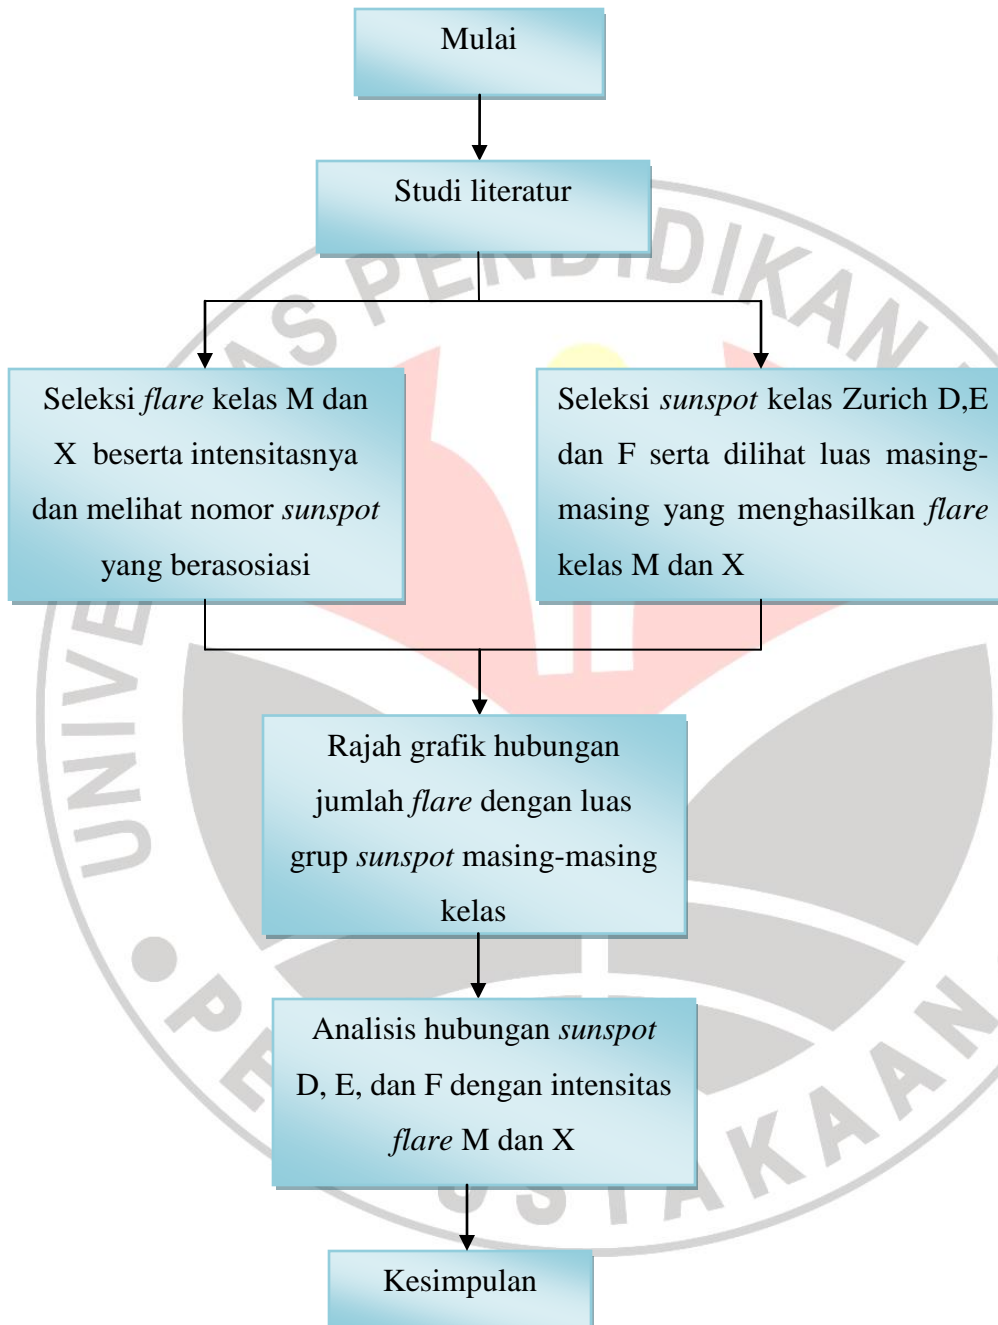 Mulai
Studi literatur
Seleksi flare kelas M dan
X beserta intensitasnya
dan melihat nomor sunspot
yang berasosiasi
Seleksi sunspot kelas Zurich D,E
dan F serta dilihat luas masing-
masing yang menghasilkan flare
kelas M dan X
Rajah grafik hubungan
jumlah flare dengan luas
grup sunspot masing-masing
kelas
Analisis hubungan sunspot
D, E, dan F dengan intensitas
flare M dan X
Kesimpulan